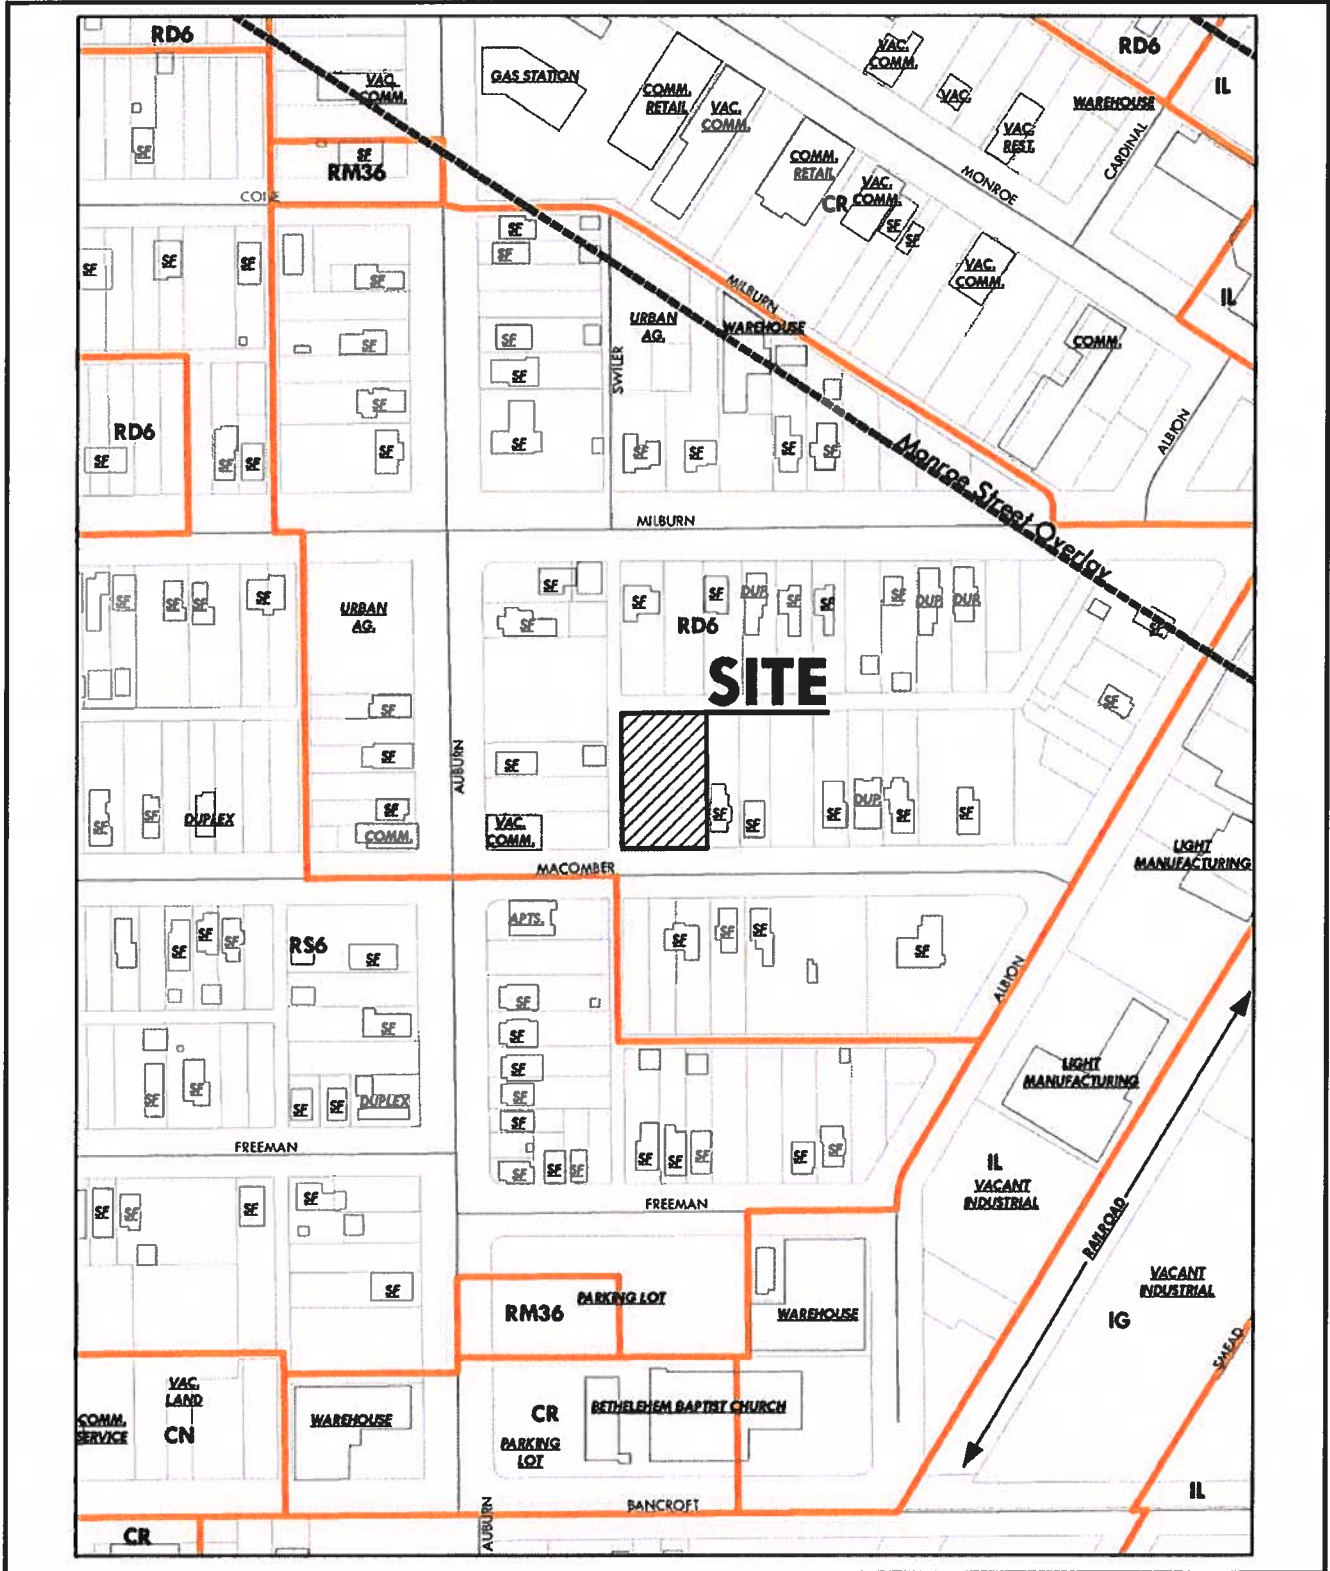 RD6
RD6
IL
VAC.
COMM.
GAS STATION
COMM.
RETAIL
VAC.
COMM.
VAC.
COMM.
VAC.
VAC.
REST.
WAREHOUSE
CARDINAL
SF
SF
RM36
COMM.
RETAIL
MONROE
VAC.
COMM.
CR
SF
SF
SF
SF
VAC.
COMM.
IL
SF
SF
SF
SF
MILBURN
URBAN
AG.
WAREHOUSE
COMM.
SWILER
SF
SF
SF
SF
ALBION
RD6
SF
SF
SF
SF
SF
SF
SF
SF
SF
Monroe Street Overlay
MILBURN
SF
SF
SF
SF
URBAN
AG.
SF
SF
SF
SF
DUP.
SF
SF
SF
DUP.
DUP.
RD6
SF
SITE
SF
SF
AUBURN
SF
SF
SF
SF
DUPLEX
SF
COMM.
VAC.
COMM.
SF
SF
SF
DUP.
SF
SF
LIGHT
MANUFACTURING
MACOMBER
APTS.
SF
SF
SF
RS6
SF
SF
SF
SF
SF
ALBION
SF
SF
SF
SF
LIGHT
MANUFACTURING
SF
SF
SF
SF
DUPLEX
SF
SF
SF
SF
SF
SF
SF
SF
SF
SF
SF
FREEMAN
FREEMAN
IL
VACANT
INDUSTRIAL
SF
SF
SF
SF
RAILROAD
VACANT
INDUSTRIAL
IG
SF
RM36
PARKING LOT
WAREHOUSE
SMEAD
VAC.
LAND
COMM.
SERVICE
CN
WAREHOUSE
CR
BETHELEHEM BAPTIST CHURCH
PARKING
LOT
IL
BANCROFT
AUBURN
CR